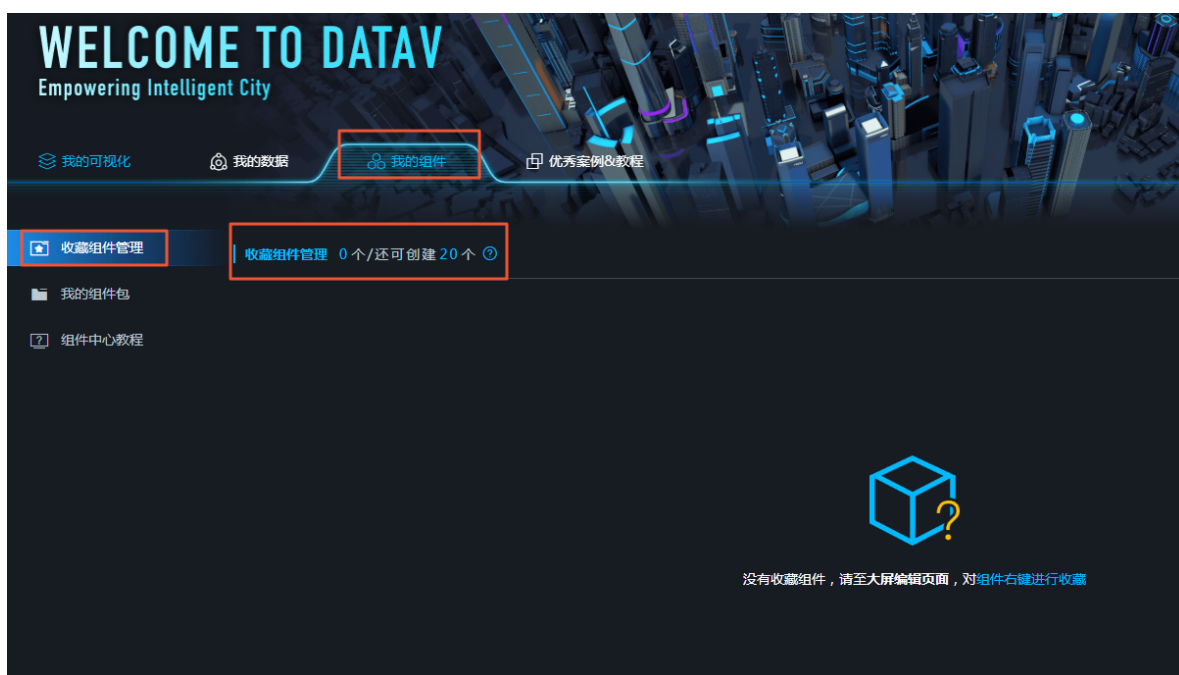 WELCOME TO DATAV
Empowering Intelligent City
我的可视化 我的数据 我的组件 优秀案例&教程
收藏组件管理
收藏组件管理 0个/还可创建20个 ?
我的组件包
? 组件中心教程
?
没有收藏组件，请至大屏编辑页面，对组件右键进行收藏